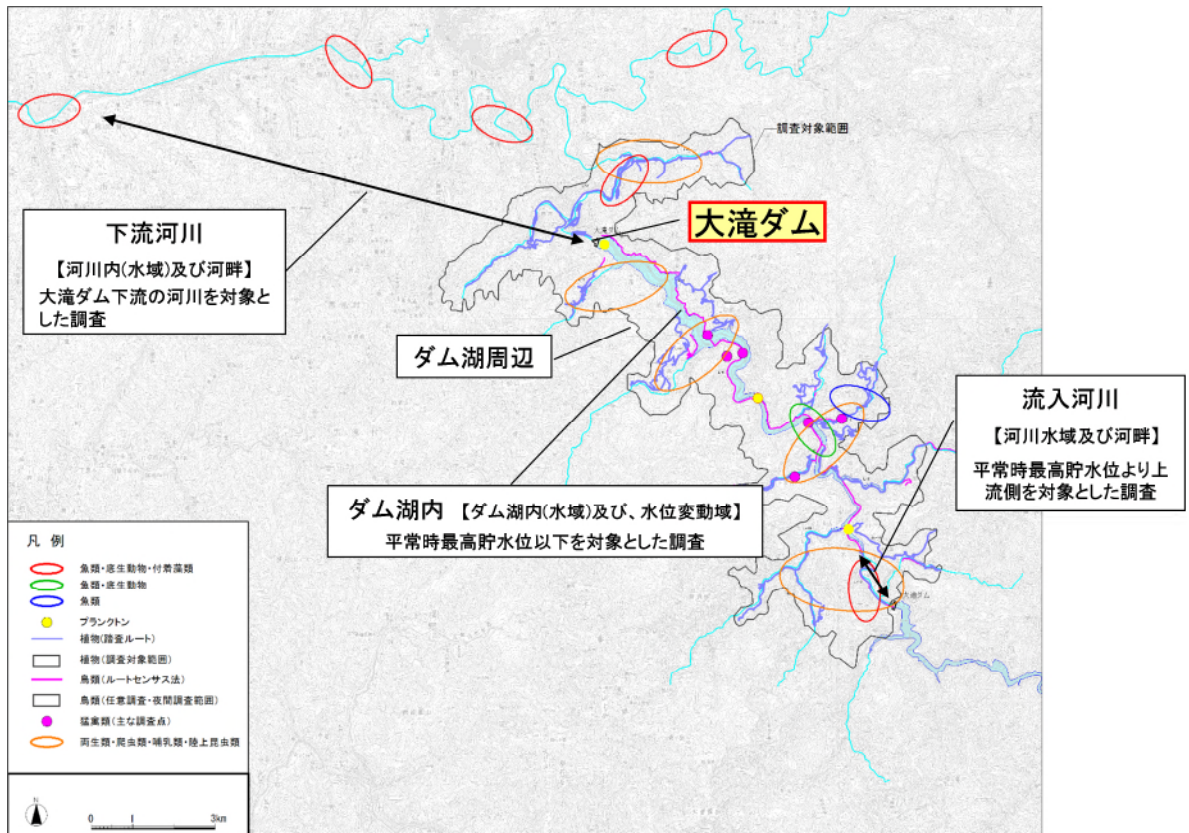 調査対象範囲
大滝ダム
大滝ダム
下流河川
【河川内(水域)及び河畔】
大滝ダム下流の河川を対象と
した調査
ダム湖周辺
流入河川
【河川水域及び河畔】
平常時最高貯水位より上
流側を対象とした調査
ダム湖内 【ダム湖内(水域)及び、水位変動域】
平常時最高貯水位以下を対象とした調査
大滝ダム
凡 例
魚類・底生動物・付着藻類
魚類・底生動物
魚類
プランクトン
植物(踏査ルート)
植物(調査対象範囲)
鳥類(ルートセンサス法)
鳥類(任意調査・夜間調査範囲)
猛禽類(主な調査点)
両生類・爬虫類・哺乳類・陸上昆虫類
N
0 1 3km